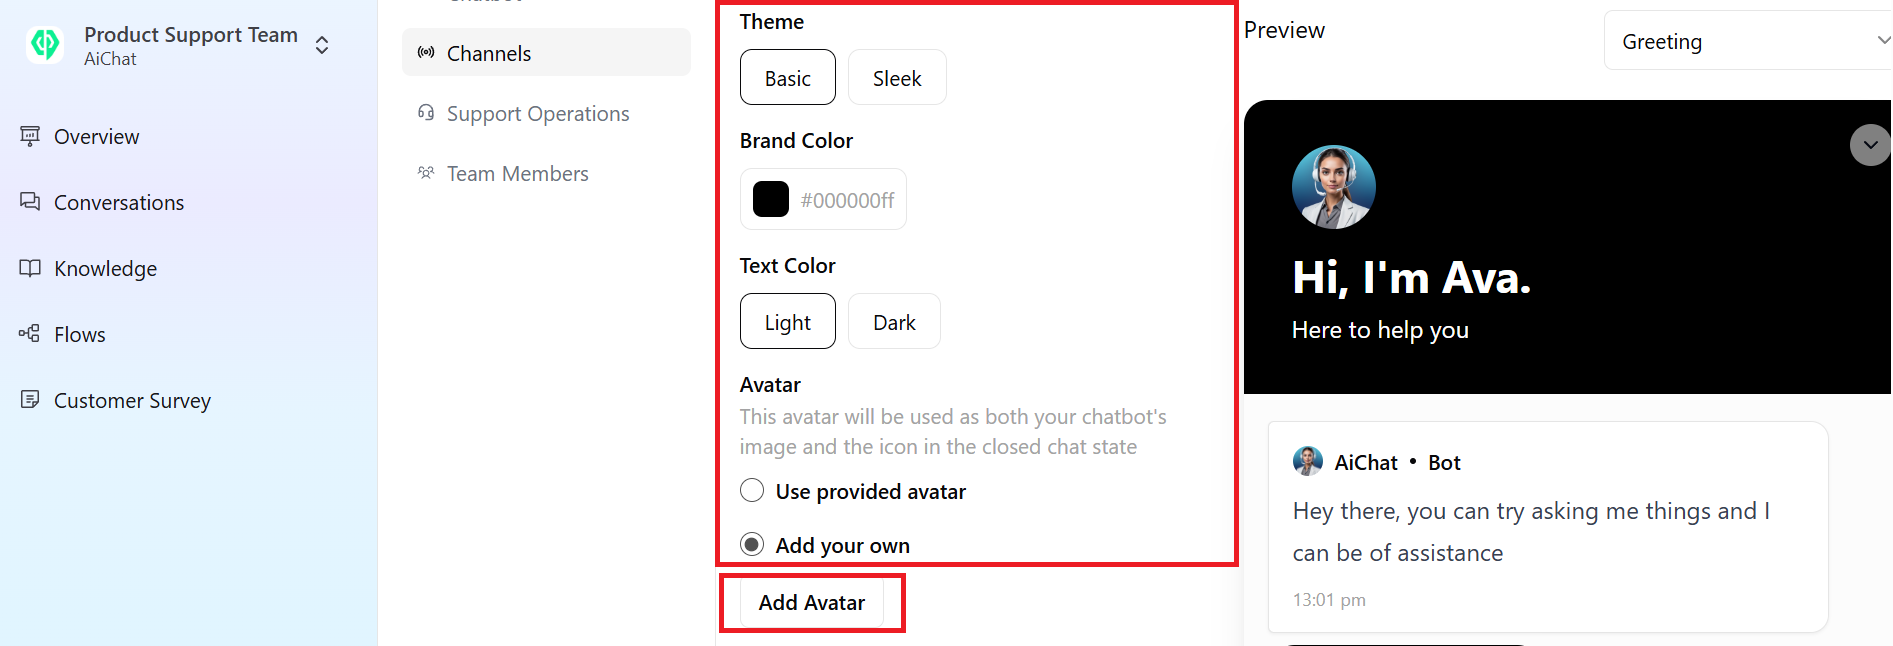 Product Support Team
AiChat
Overview
Conversations
Knowledge
Flows
Customer Survey
Channels
Support Operations
Team Members
Theme
Basic
Sleek
Brand Color
#000000ff
Text Color
Light
Dark
Avatar
This avatar will be used as both your chatbot's
image and the icon in the closed chat state
Use provided avatar
Add your own
Add Avatar
Preview
Greeting
Hi, I'm Ava.
Here to help you
AiChat • Bot
Hey there, you can try asking me things and I
can be of assistance
13:01 pm